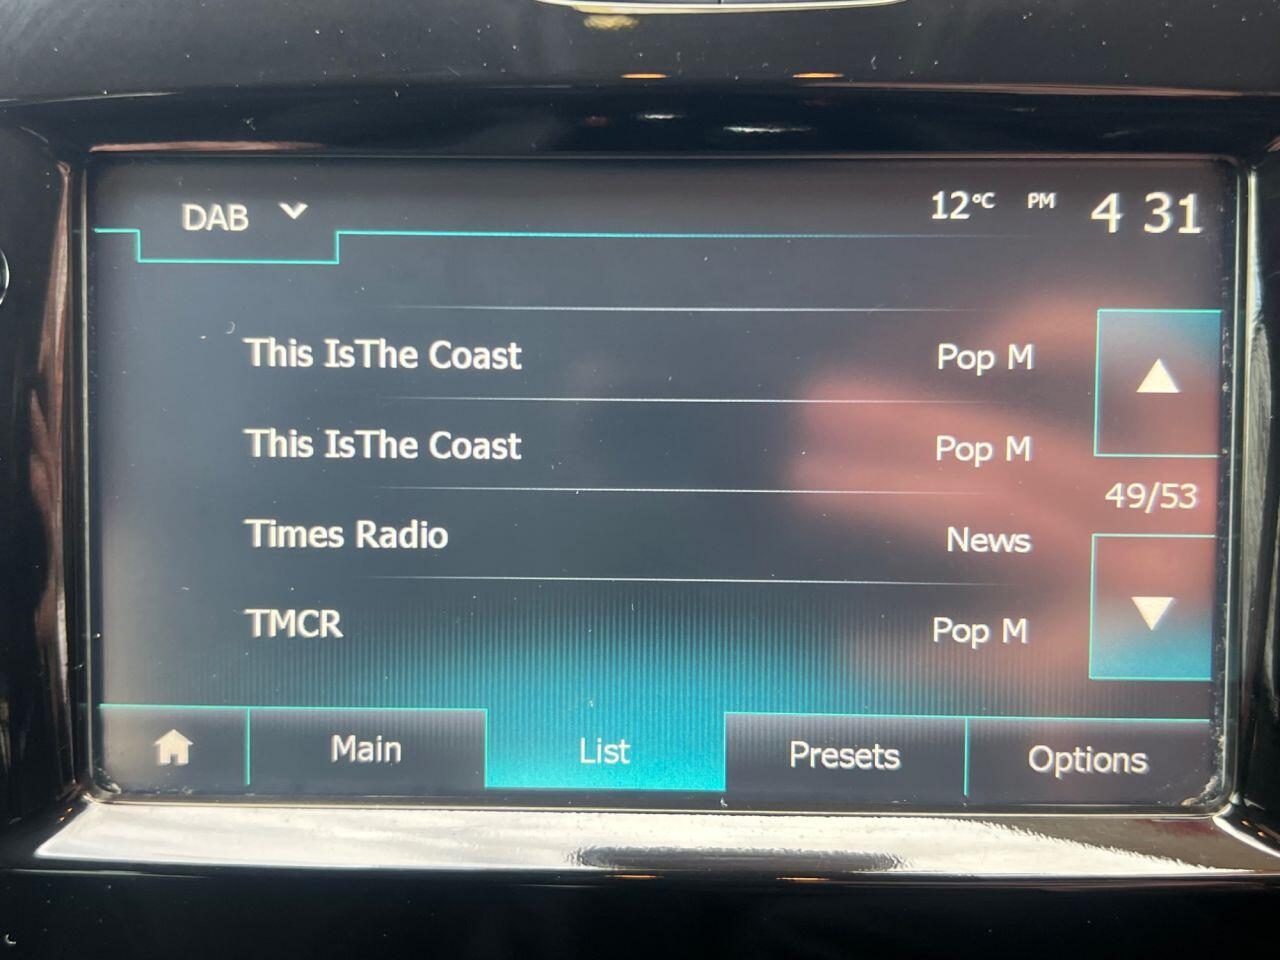 DAB
12°C PM 4 31
This IsThe Coast Pop M
This IsThe Coast Pop M
49/53
Times Radio News
TMCR Pop M
Main List Presets Options